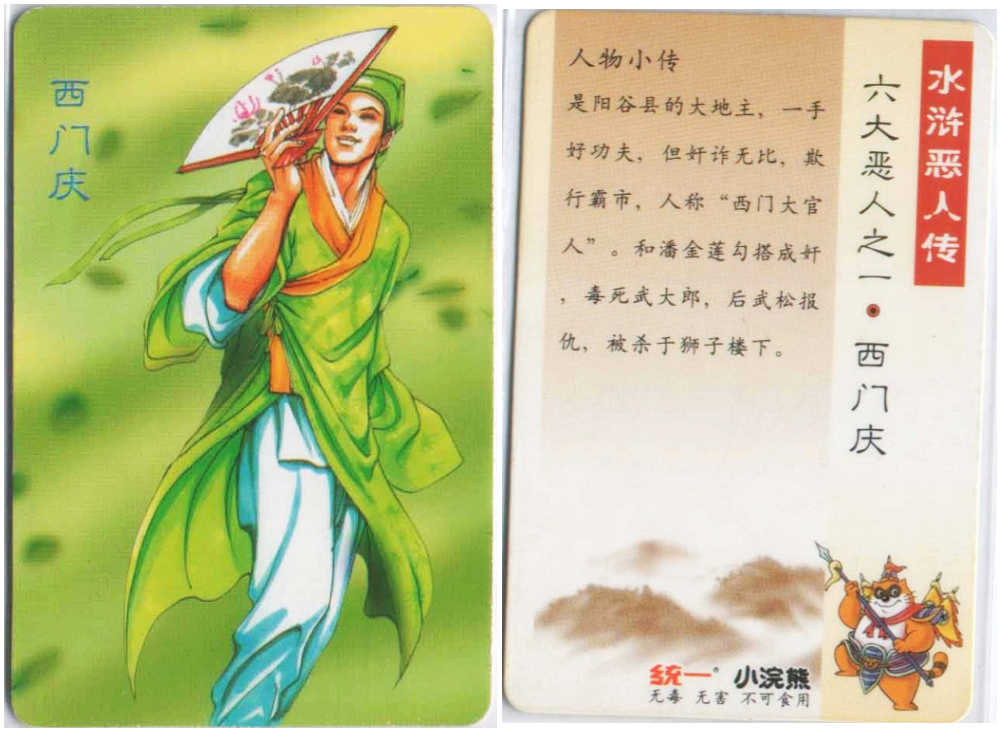 西门庆
人物小传
是阳谷县的大地主，一手
好功夫，但奸诈无比，欺
行霸市，人称“西门大官
人”。和潘金莲勾搭成奸
，毒死武大郎，后武松报
仇，被杀于狮子楼下。
水浒恶人传
六大恶人之一·西门庆
统一® 小浣熊
无毒 无害 不可食用